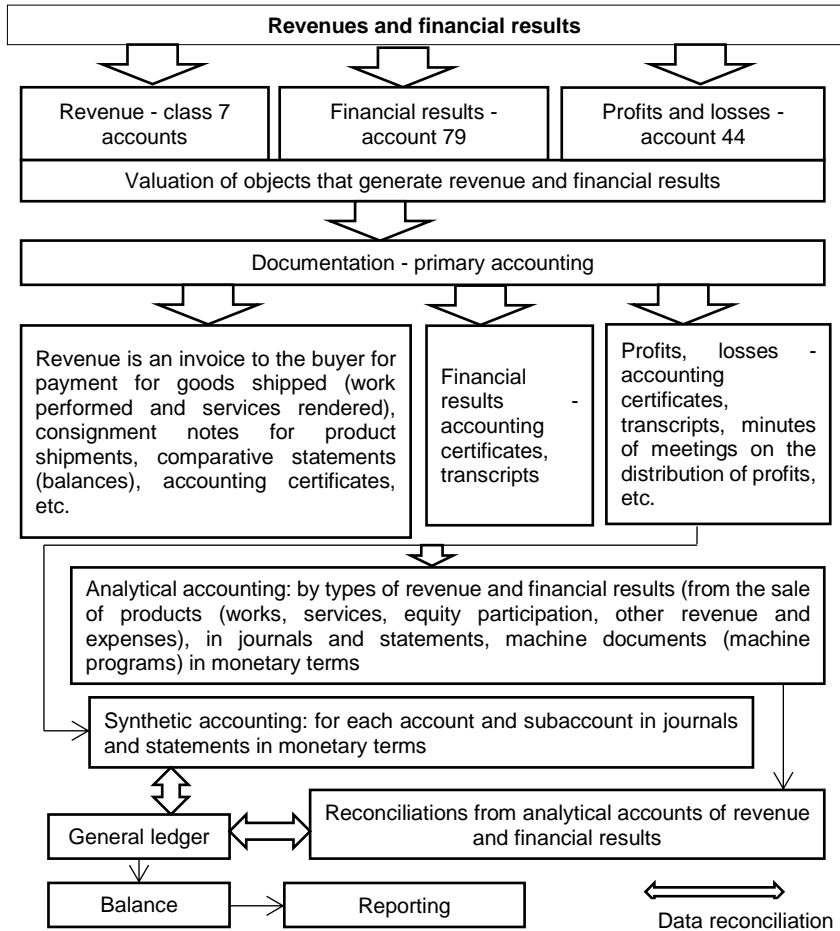 Revenues and financial results
Revenue - class 7
accounts
Financial results -
account 79
Profits and losses -
account 44
Valuation of objects that generate revenue and financial results
Documentation - primary accounting
Revenue is an invoice to the buyer for
payment for goods shipped (work
performed and services rendered),
consignment notes for product
shipments, comparative statements
(balances), accounting certificates,
etc.
Financial
results -
accounting
certificates,
transcripts
Profits, losses -
accounting
certificates,
transcripts, minutes
of meetings on the
distribution of profits,
etc.
Analytical accounting: by types of revenue and financial results (from the sale
of products (works, services, equity participation, other revenue and
expenses), in journals and statements, machine documents (machine
programs) in monetary terms
Synthetic accounting: for each account and subaccount in journals
and statements in monetary terms
General ledger
Reconciliations from analytical accounts of revenue
and financial results
Balance
Reporting
Data reconciliation